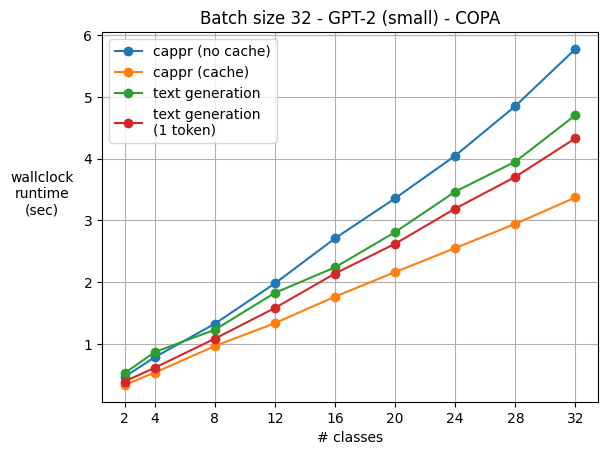 Batch size 32 - GPT-2 (small) - COPA
cappr (no cache)
cappr (cache)
text generation
text generation
(1 token)
wallclock
runtime
(sec)
6
5
4
3
2
1
2 4 8 12 16 20 24 28 32
# classes